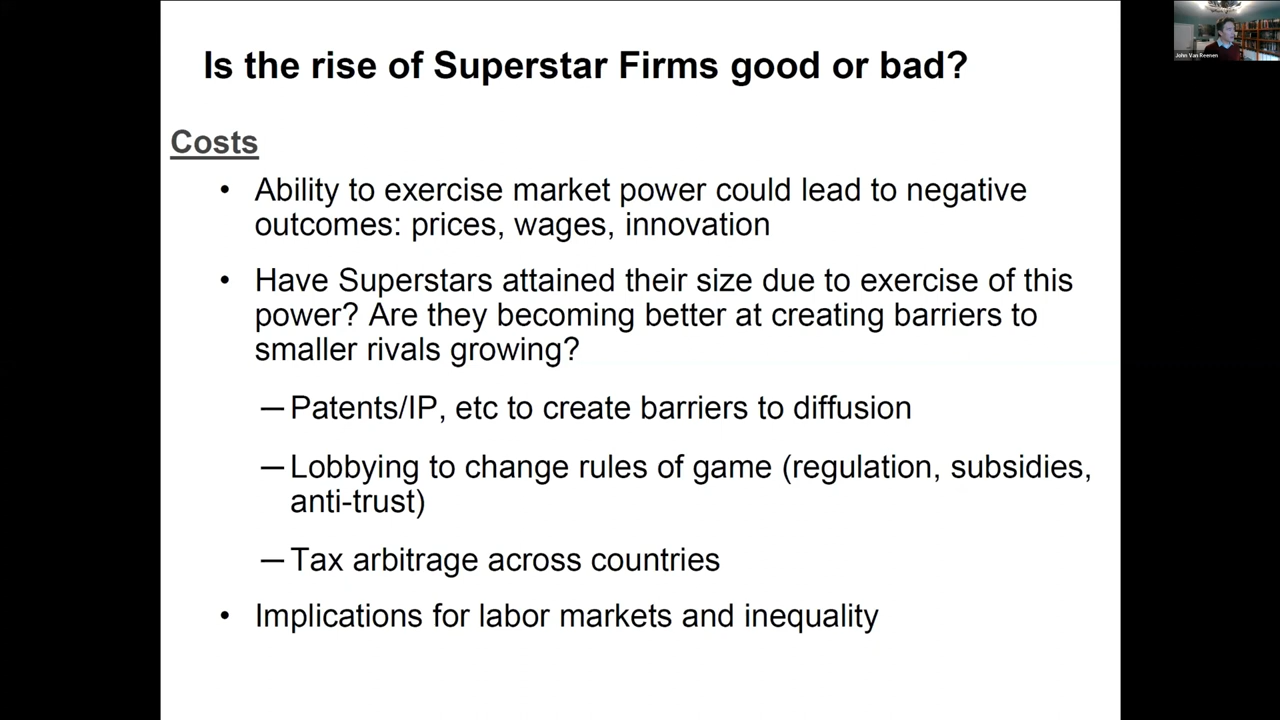 Is the rise of Superstar Firms good or bad?
John Van Reenen
Costs
• Ability to exercise market power could lead to negative
outcomes: prices, wages, innovation
• Have Superstars attained their size due to exercise of this
power? Are they becoming better at creating barriers to
smaller rivals growing?
— Patents/IP, etc to create barriers to diffusion
— Lobbying to change rules of game (regulation, subsidies,
anti-trust)
— Tax arbitrage across countries
• Implications for labor markets and inequality